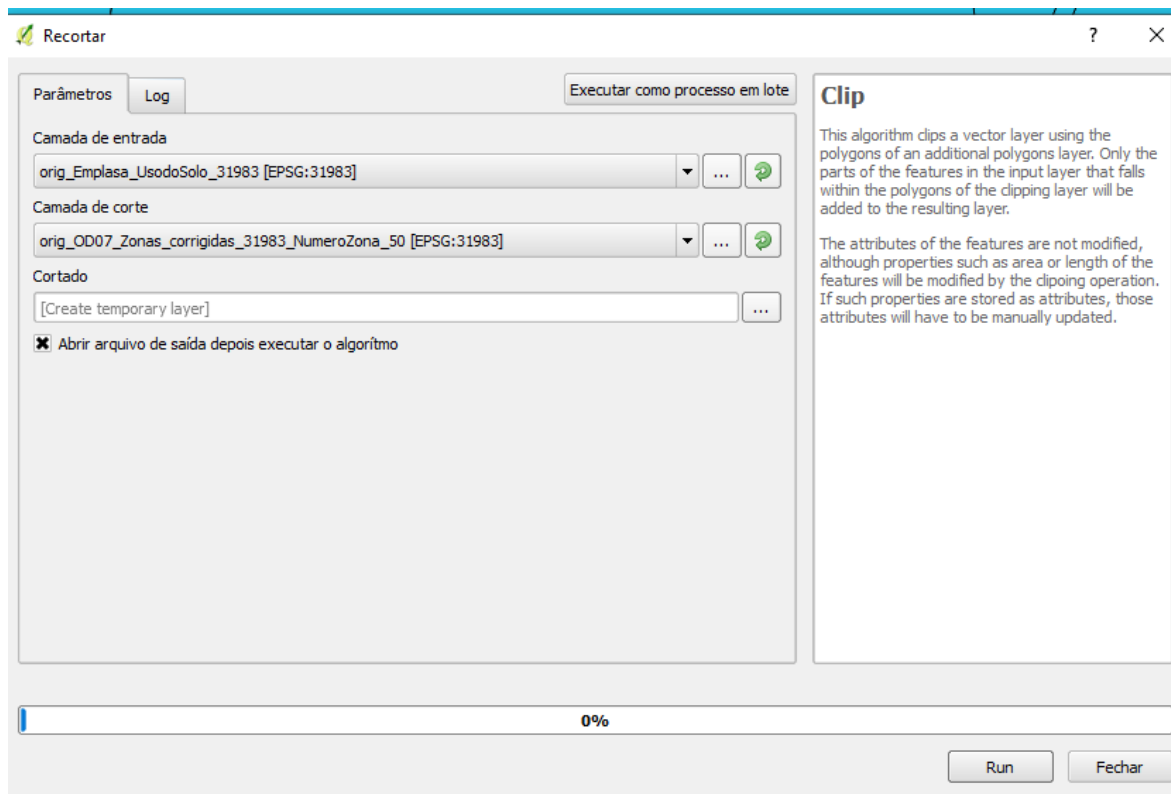 Recortar
?
Parâmetros
Log
Executar como processo em lote
Camada de entrada
orig_Emplasa_UsodoSolo_31983 [EPSG:31983]
...
Camada de corte
orig_OD07_Zonas_corrigidas_31983_NumeroZona_50 [EPSG:31983]
...
Cortado
[Create temporary layer]
...
Abrir arquivo de saída depois executar o algorítmo
Clip
This algorithm clips a vector layer using the
polygons of an additional polygons layer. Only the
parts of the features in the input layer that falls
within the polygons of the clipping layer will be
added to the resulting layer.
The attributes of the features are not modified,
although properties such as area or length of the
features will be modified by the clipoing operation.
If such properties are stored as attributes, those
attributes will have to be manually updated.
0%
Run
Fechar